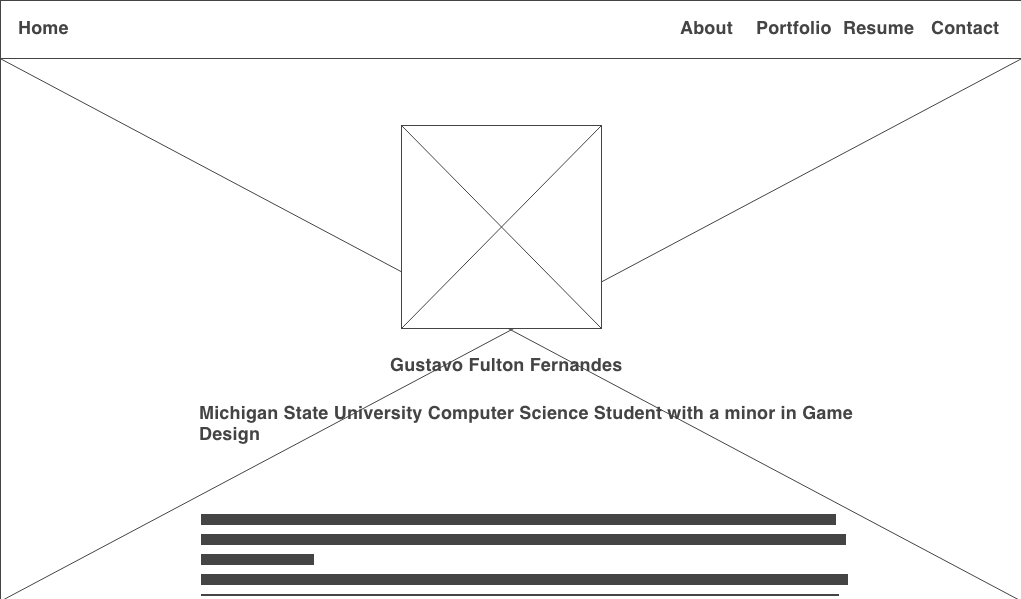 Home About Portfolio Resume Contact
Gustavo Fulton Fernandes
Michigan State University Computer Science Student with a minor in Game
Design